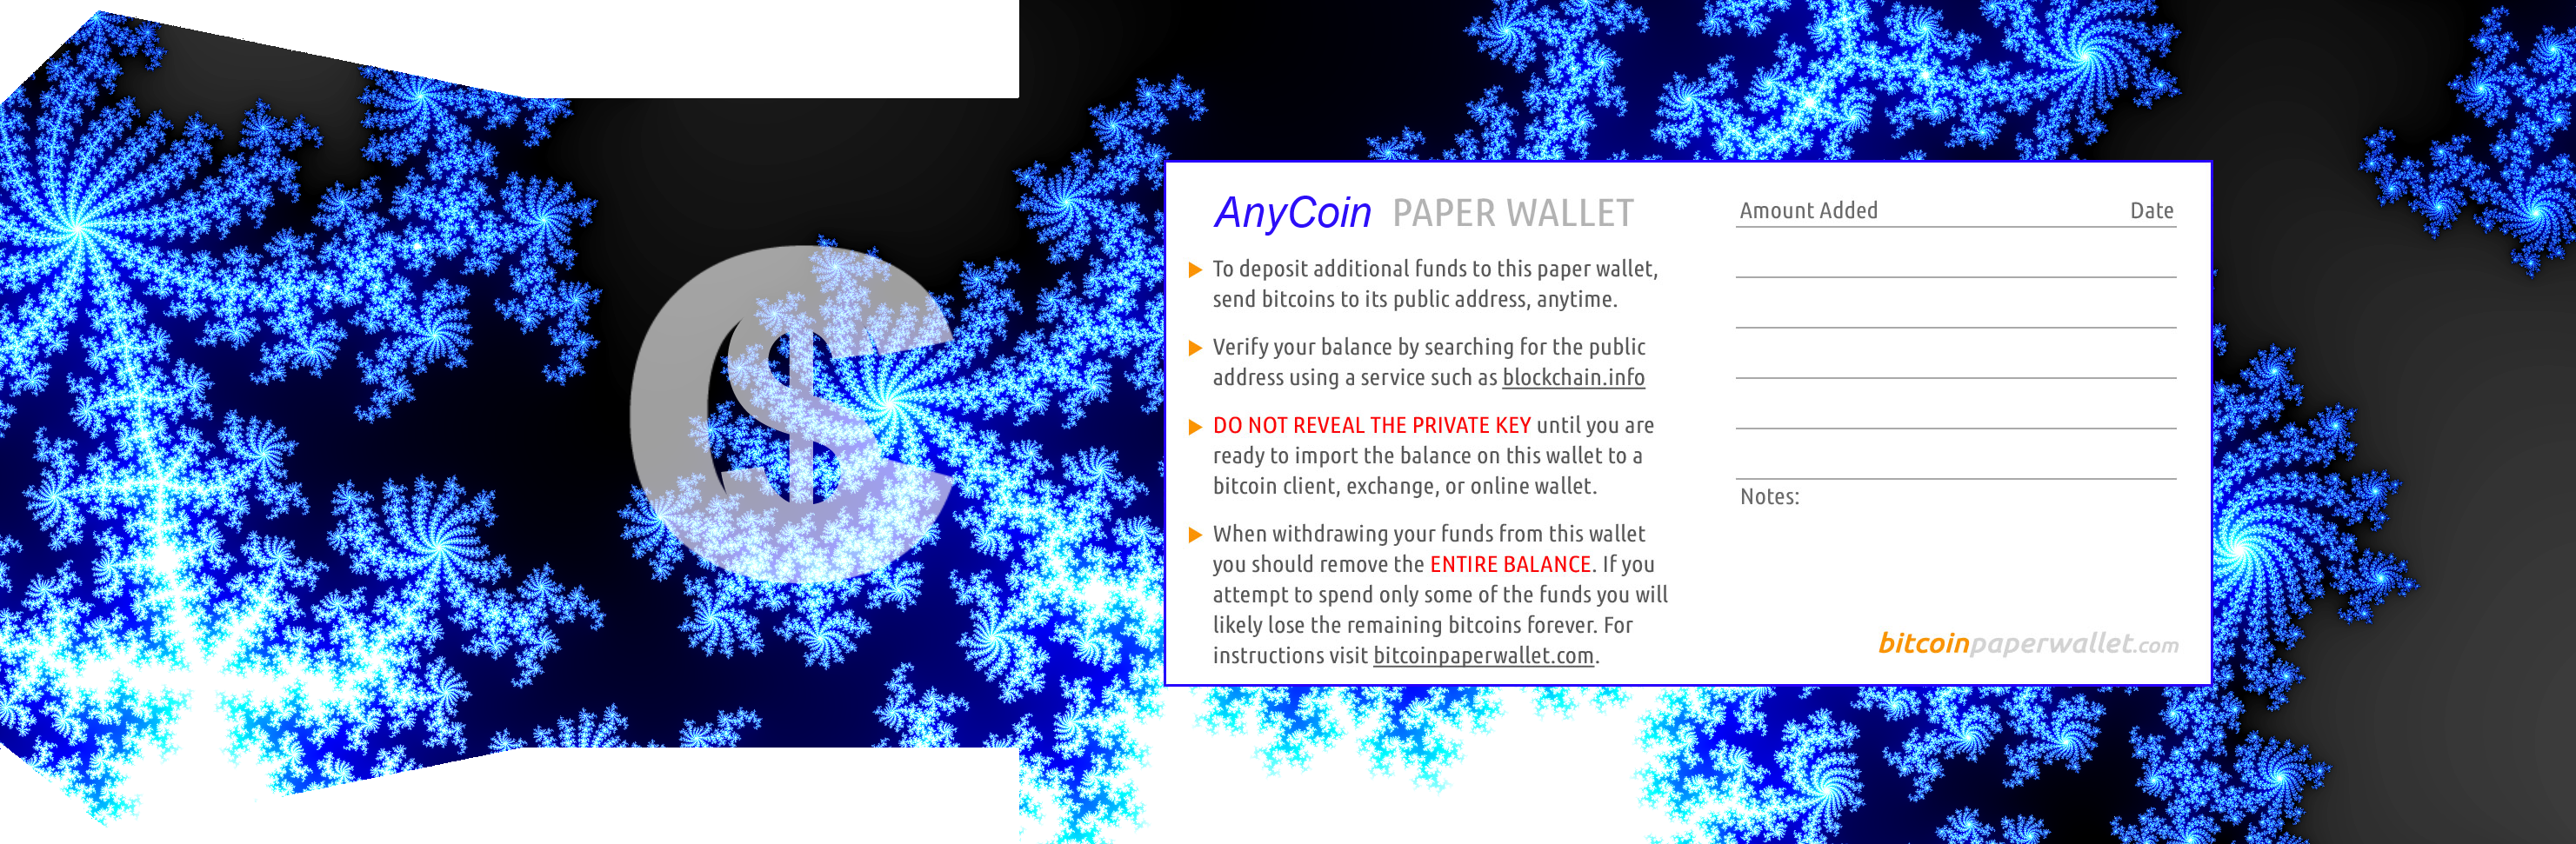 AnyCoin PAPER WALLET
To deposit additional funds to this paper wallet,
send bitcoins to its public address, anytime.
Verify your balance by searching for the public
address using a service such as blockchain.info
DO NOT REVEAL THE PRIVATE KEY until you are
ready to import the balance on this wallet to a
bitcoin client, exchange, or online wallet.
When withdrawing your funds from this wallet
you should remove the ENTIRE BALANCE. If you
attempt to spend only some of the funds you will
likely lose the remaining bitcoins forever. For
instructions visit bitcoinpaperwallet.com.
Amount Added Date
Notes:
bitcoinpaperwallet.com